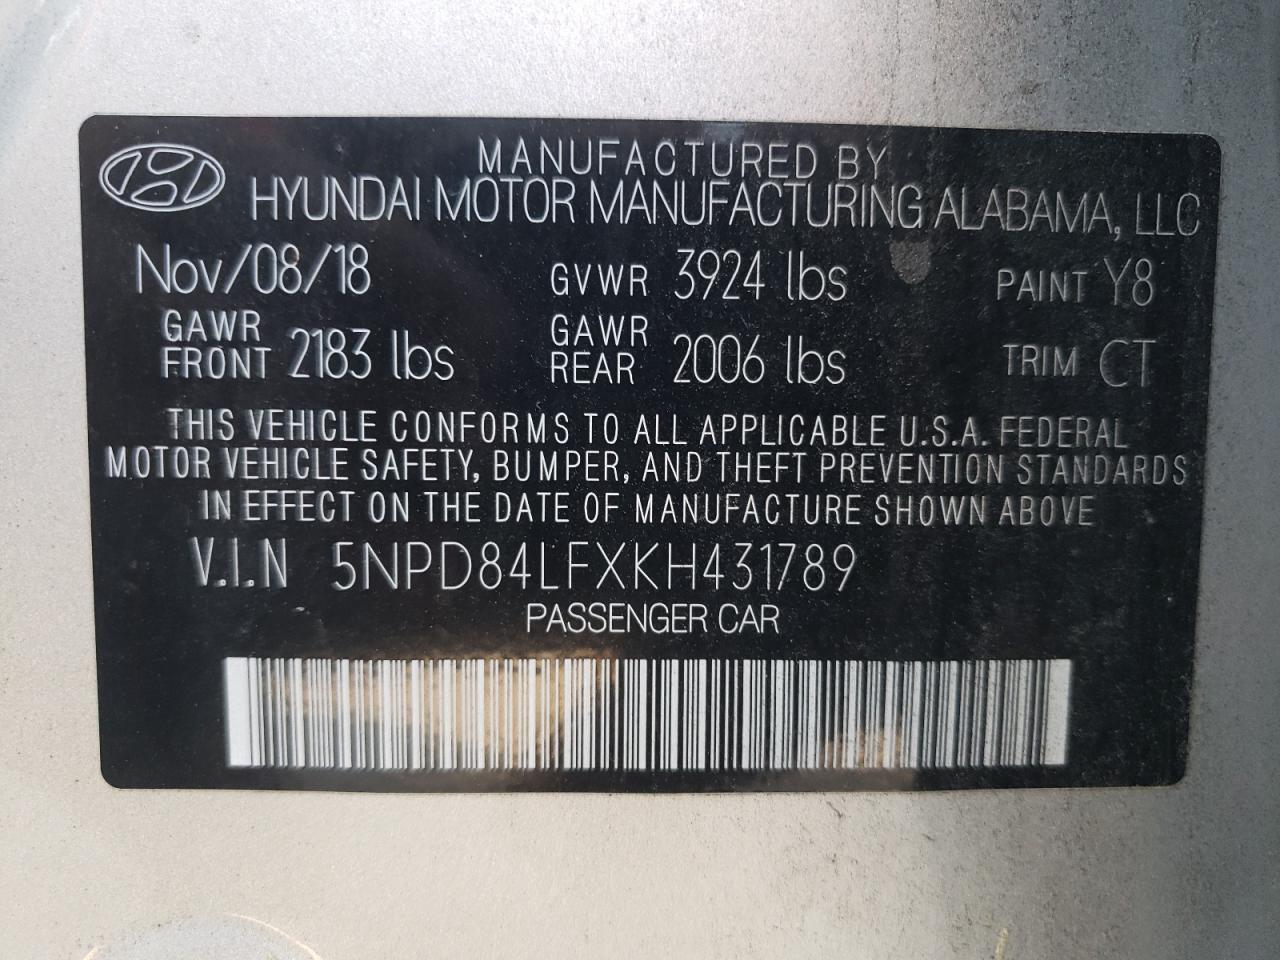 MANUFACTURED BY
HYUNDAI MOTOR MANUFACTURING ALABAMA, LLC
Nov/08/18 GVWR 3924 lbs PAINT Y8
GAWR FRONT 2183 lbs GAWR REAR 2006 lbs TRIM CT
THIS VEHICLE CONFORMS TO ALL APPLICABLE U.S.A. FEDERAL
MOTOR VEHICLE SAFETY, BUMPER, AND THEFT PREVENTION STANDARDS
IN EFFECT ON THE DATE OF MANUFACTURE SHOWN ABOVE
V.I.N 5NPD84LFXKH431789
PASSENGER CAR